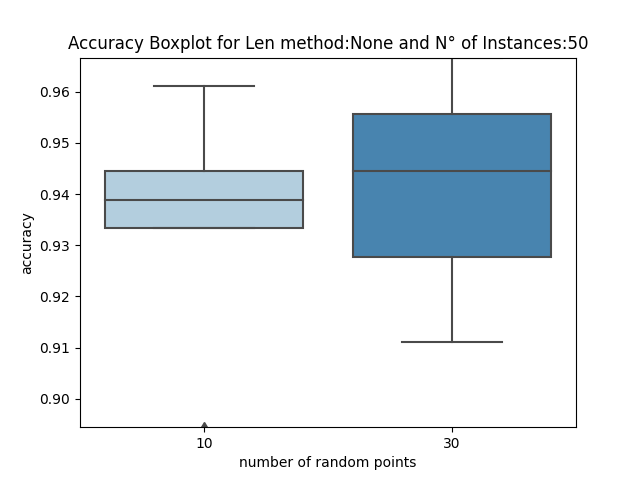 Accuracy Boxplot for Len method:None and N° of Instances:50
0.96
0.95
0.94
0.93
0.92
0.91
0.90
accuracy
10 30
number of random points